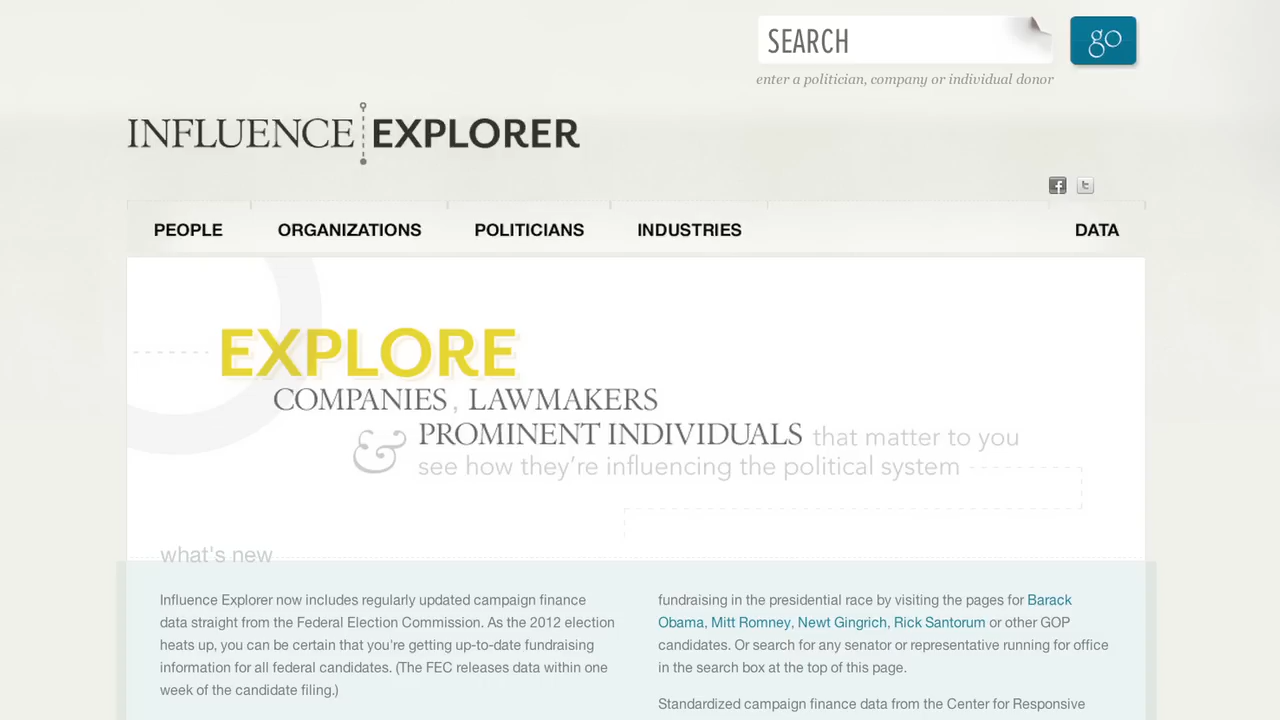 SEARCH
go
enter a politician, company or individual donor
INFLUENCE EXPLORER
f t
PEOPLE ORGANIZATIONS POLITICIANS INDUSTRIES DATA
EXPLORE
COMPANIES, LAWMAKERS
& PROMINENT INDIVIDUALS that matter to you
see how they're influencing the political system
what's new
Influence Explorer now includes regularly updated campaign finance
data straight from the Federal Election Commission. As the 2012 election
heats up, you can be certain that you're getting up-to-date fundraising
information for all federal candidates. (The FEC releases data within one
week of the candidate filing.)
fundraising in the presidential race by visiting the pages for Barack
Obama, Mitt Romney, Newt Gingrich, Rick Santorum or other GOP
candidates. Or search for any senator or representative running for office
in the search box at the top of this page.
Standardized campaign finance data from the Center for Responsive